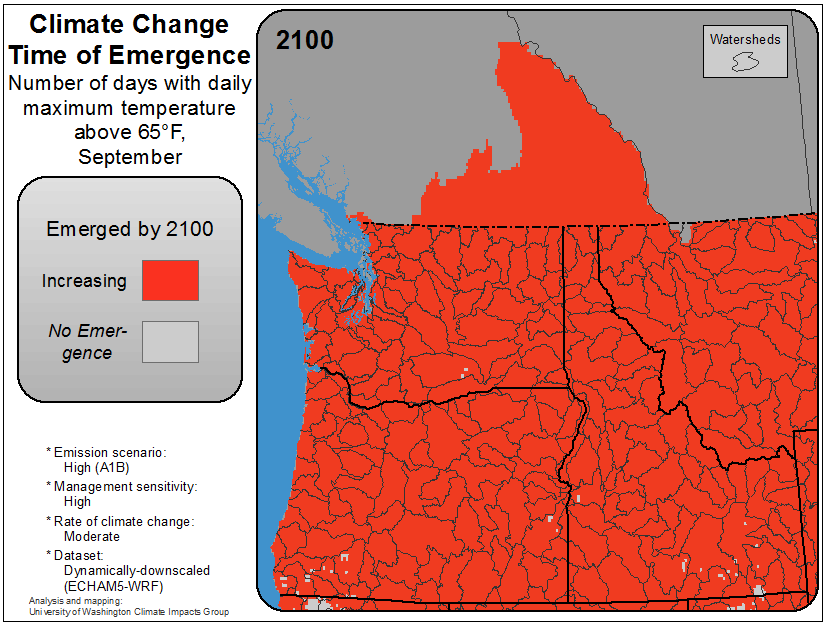 Climate Change
Time of Emergence
Number of days with daily
maximum temperature
above 65°F,
September
Emerged by 2100
Increasing
No Emer-
gence
* Emission scenario:
High (A1B)
* Management sensitivity:
High
* Rate of climate change:
Moderate
* Dataset:
Dynamically-downscaled
(ECHAM5-WRF)
Analysis and mapping:
University of Washington Climate Impacts Group
2100
Watersheds